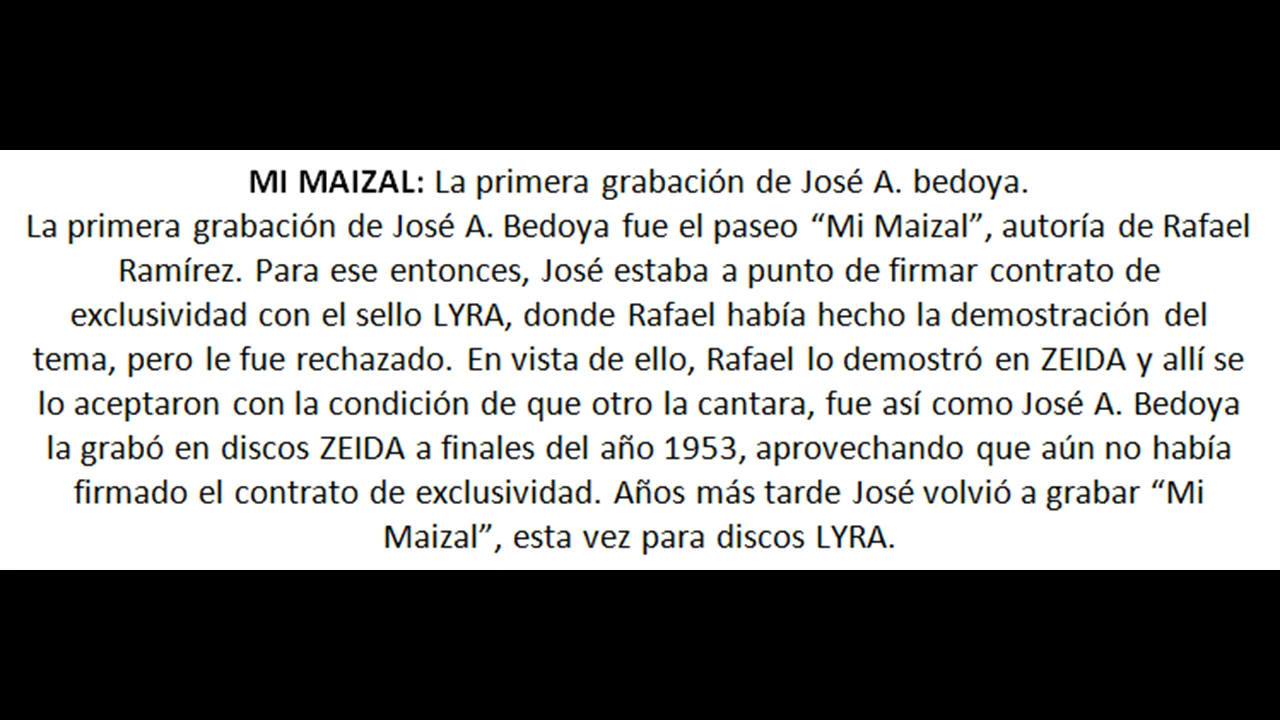 MI MAIZAL: La primera grabación de José A. bedoya.
La primera grabación de José A. Bedoya fue el paseo “Mi Maizal”, autoría de Rafael
Ramírez. Para ese entonces, José estaba a punto de firmar contrato de
exclusividad con el sello LYRA, donde Rafael había hecho la demostración del
tema, pero le fue rechazado. En vista de ello, Rafael lo demostró en ZEIDA y allí se
lo aceptaron con la condición de que otro la cantara, fue así como José A. Bedoya
la grabó en discos ZEIDA a finales del año 1953, aprovechando que aún no había
firmado el contrato de exclusividad. Años más tarde José volvió a grabar “Mi
Maizal”, esta vez para discos LYRA.